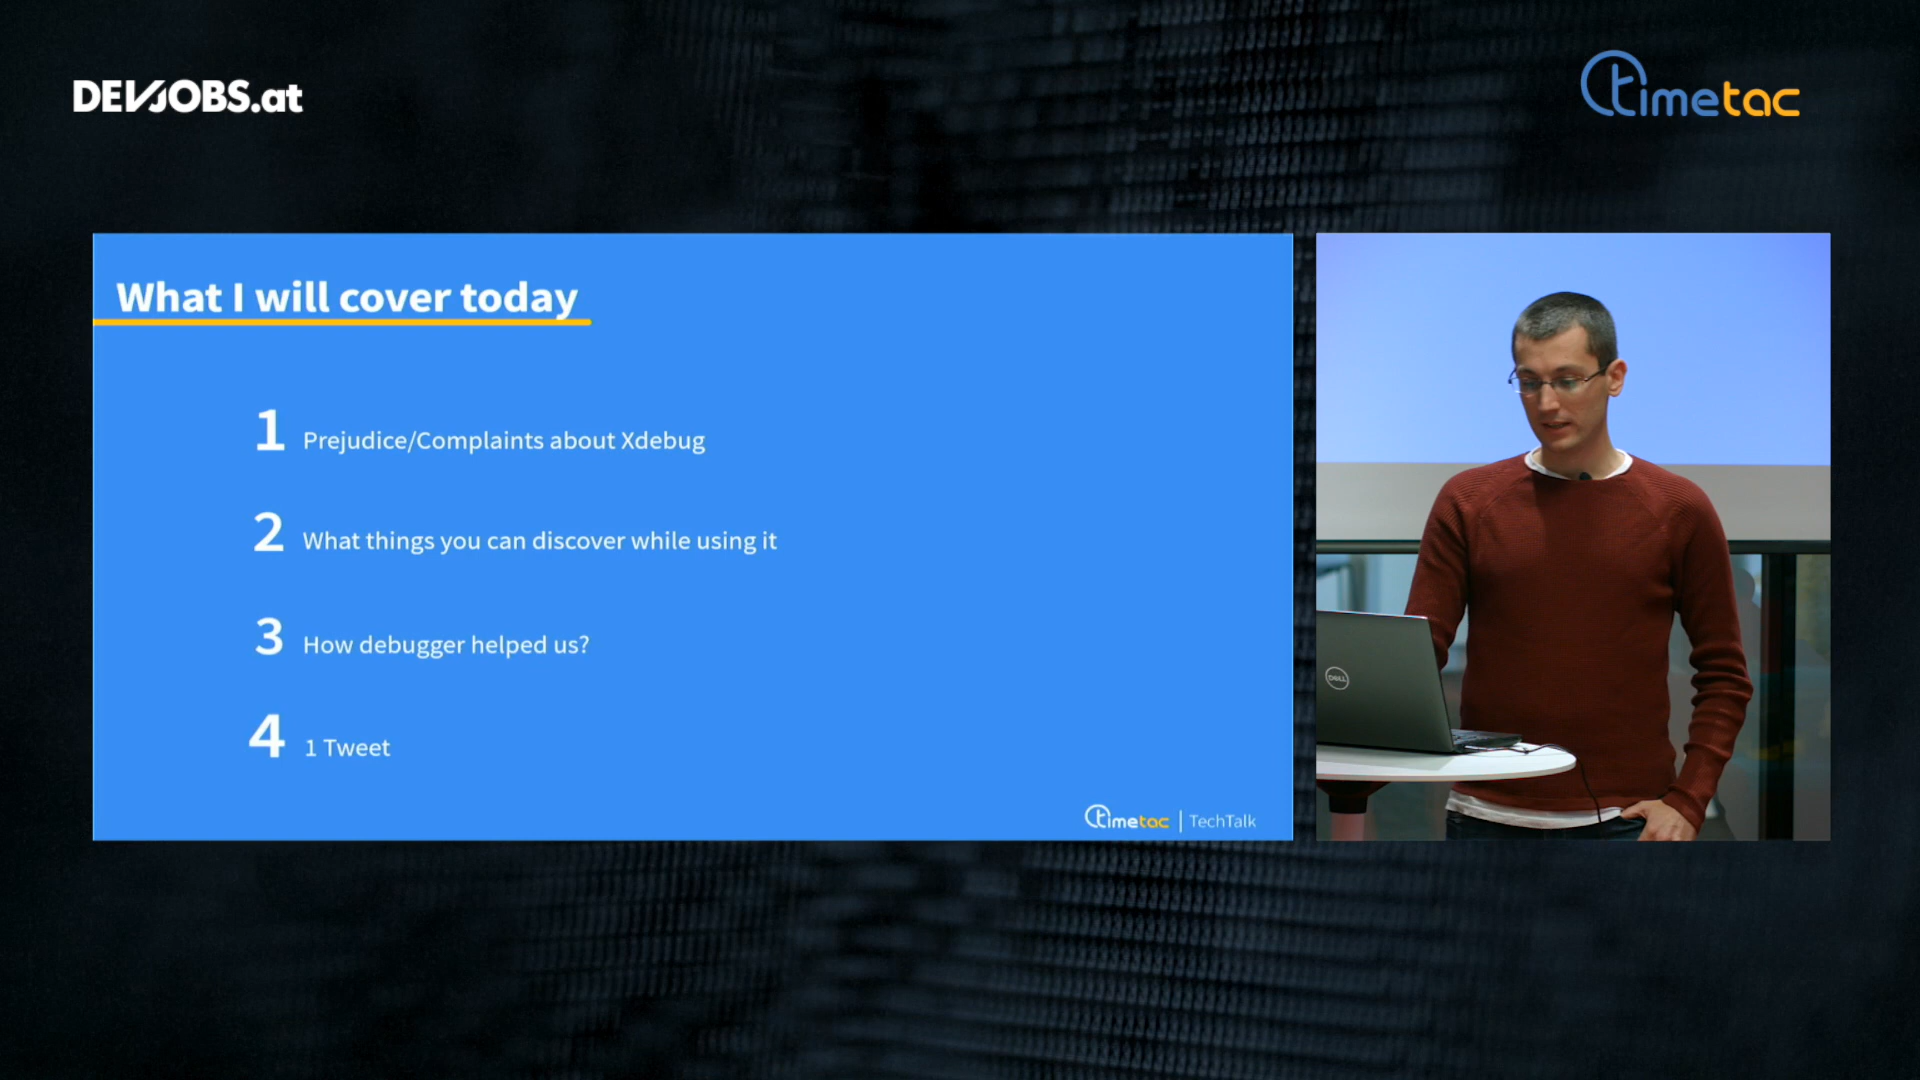 DEVJOBS.at
timetac
What I will cover today
1 Prejudice/Complaints about Xdebug
2 What things you can discover while using it
3 How debugger helped us?
4 1 Tweet
timetac | TechTalk
DELL